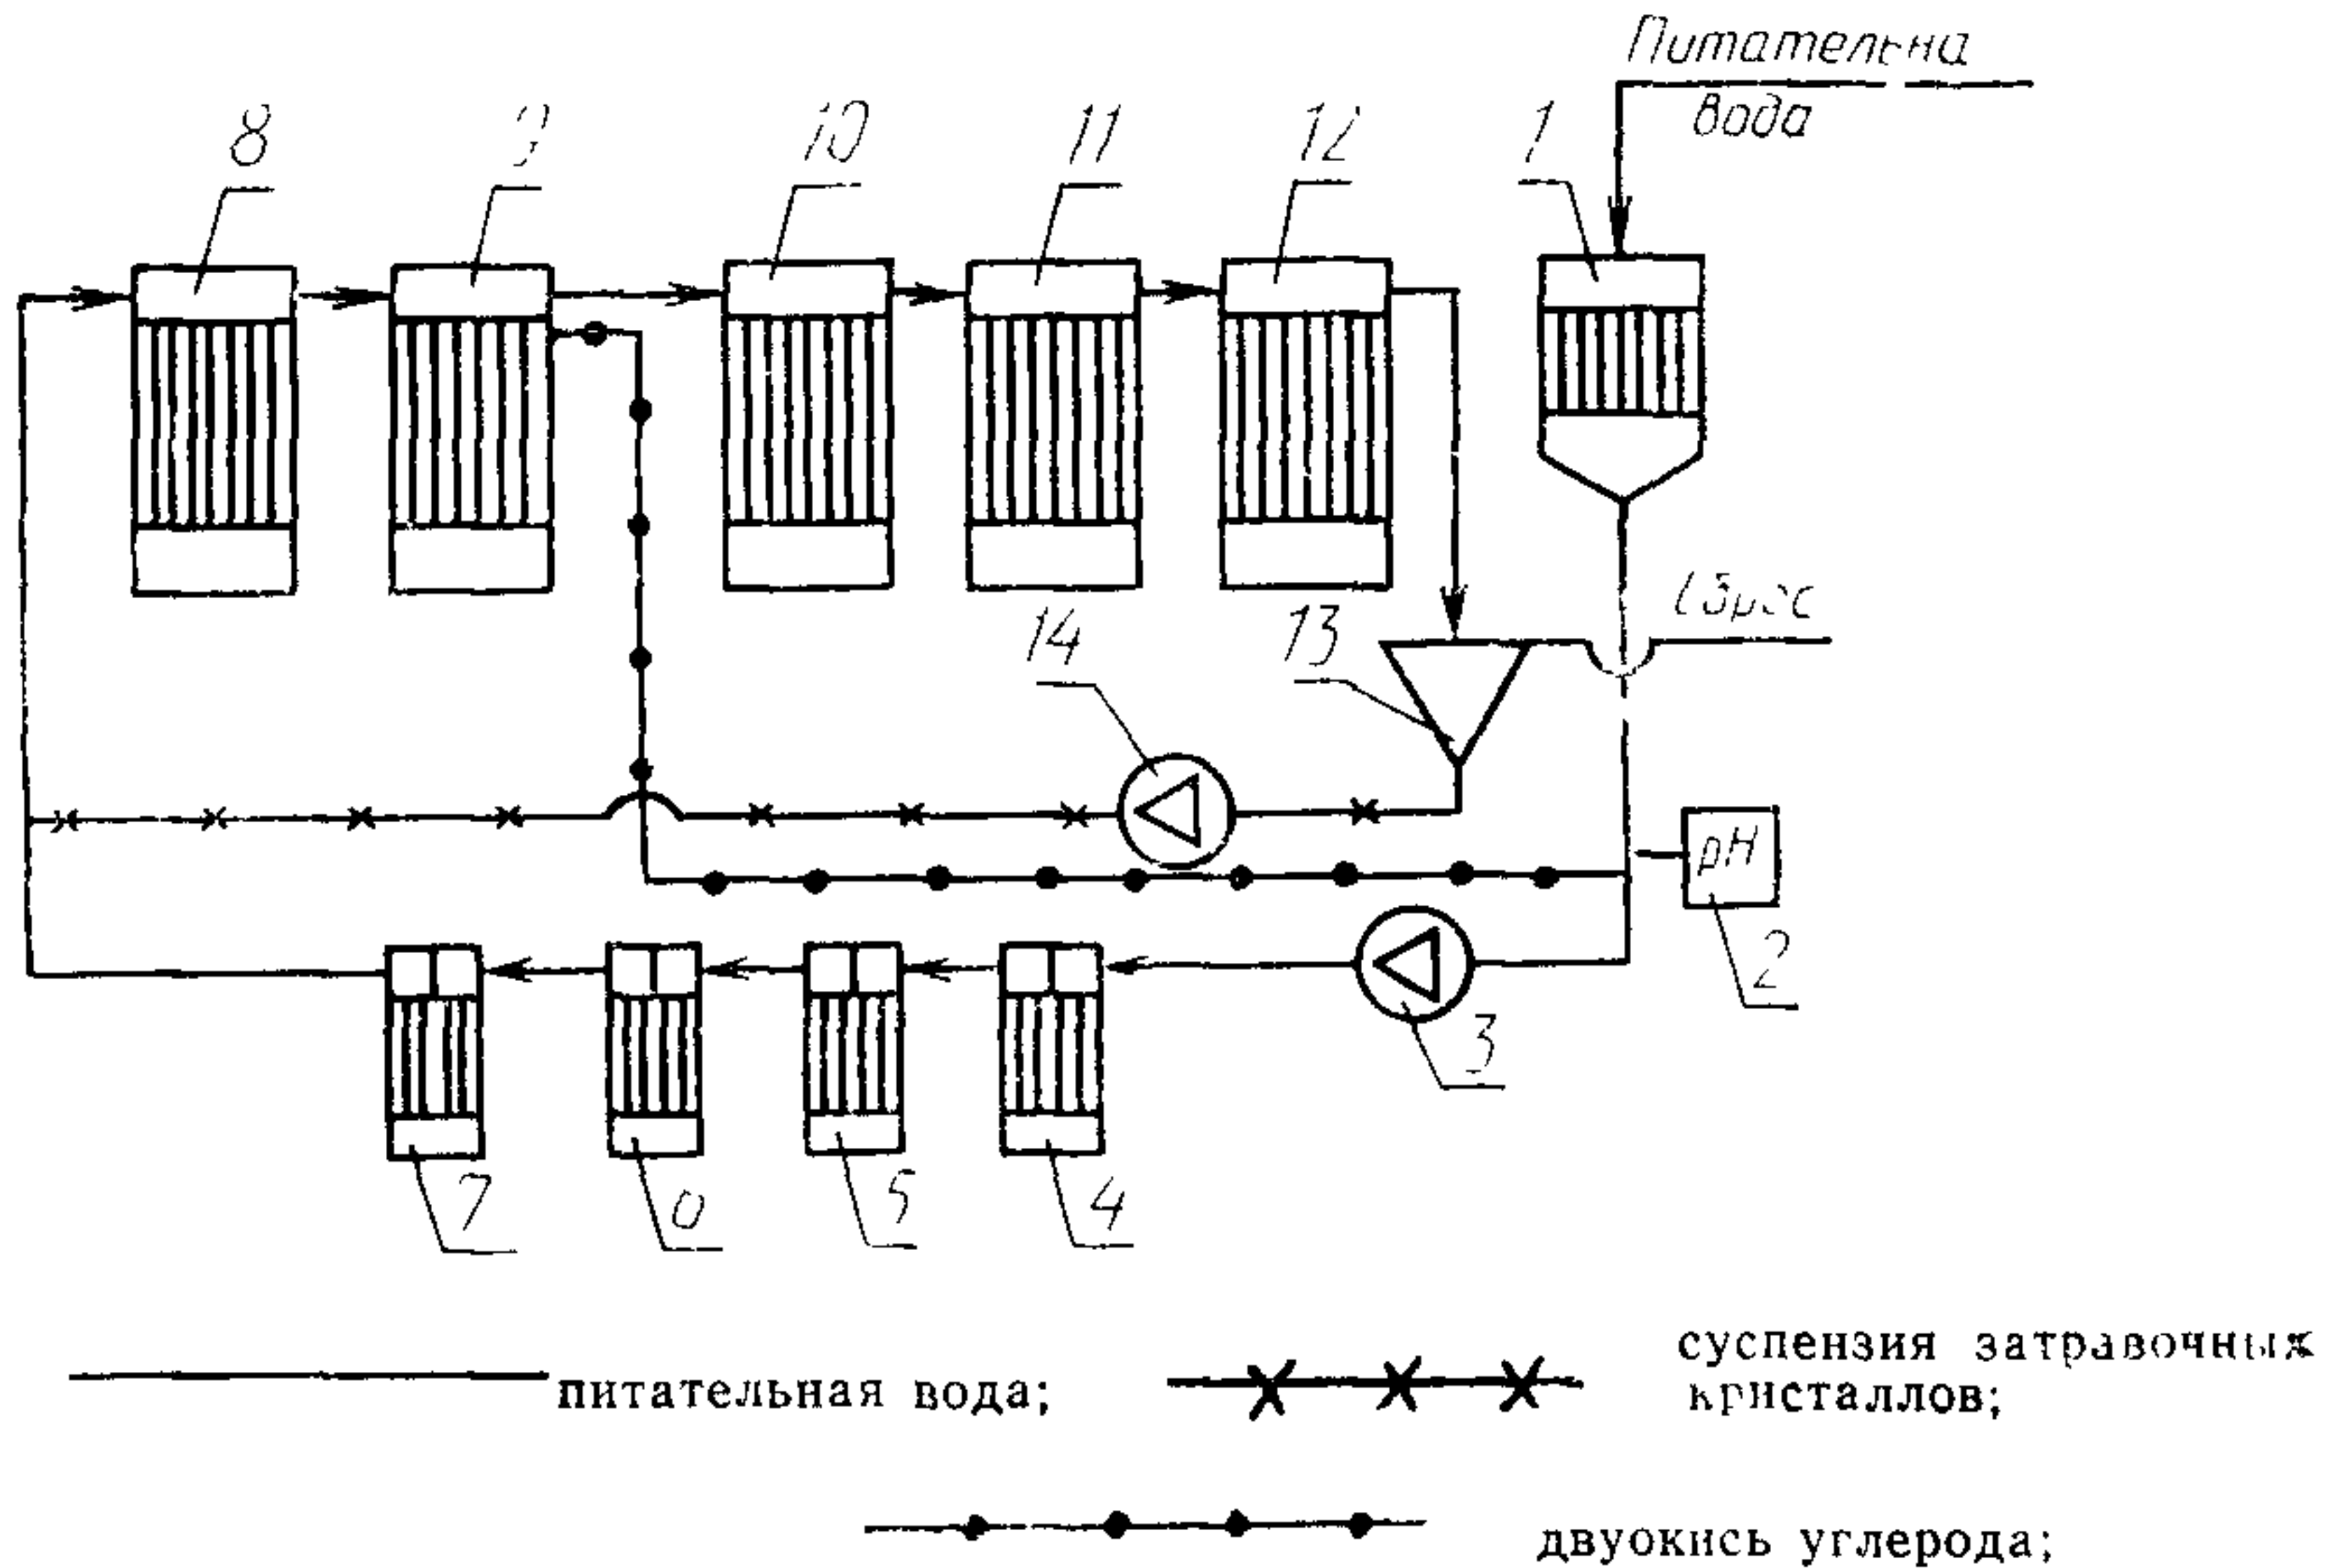 Питательна
вода
8
9
10
11
12
1
14
13
pH
2
3
7
5
4
суспензия затравочных
кристаллов;
питательная вода;
двуокись углерода;